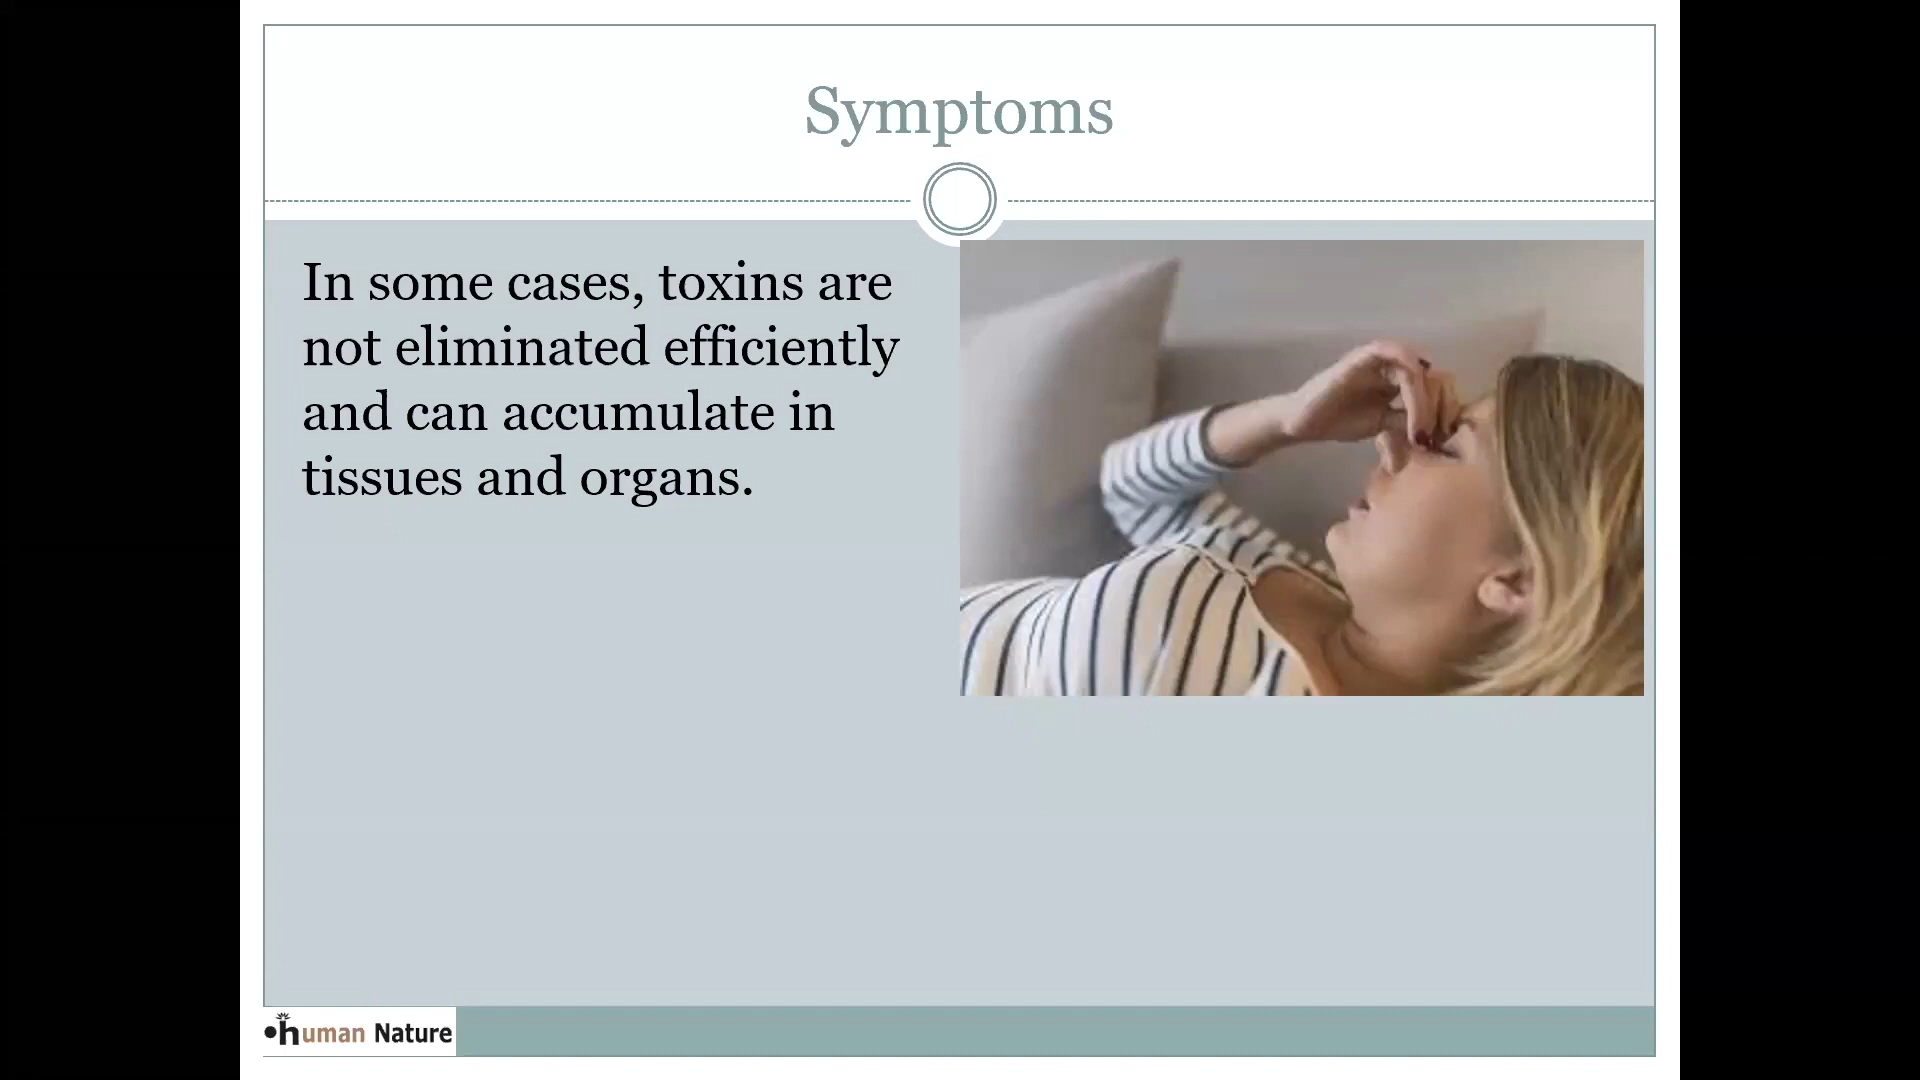 Symptoms
In some cases, toxins are
not eliminated efficiently
and can accumulate in
tissues and organs.
human Nature